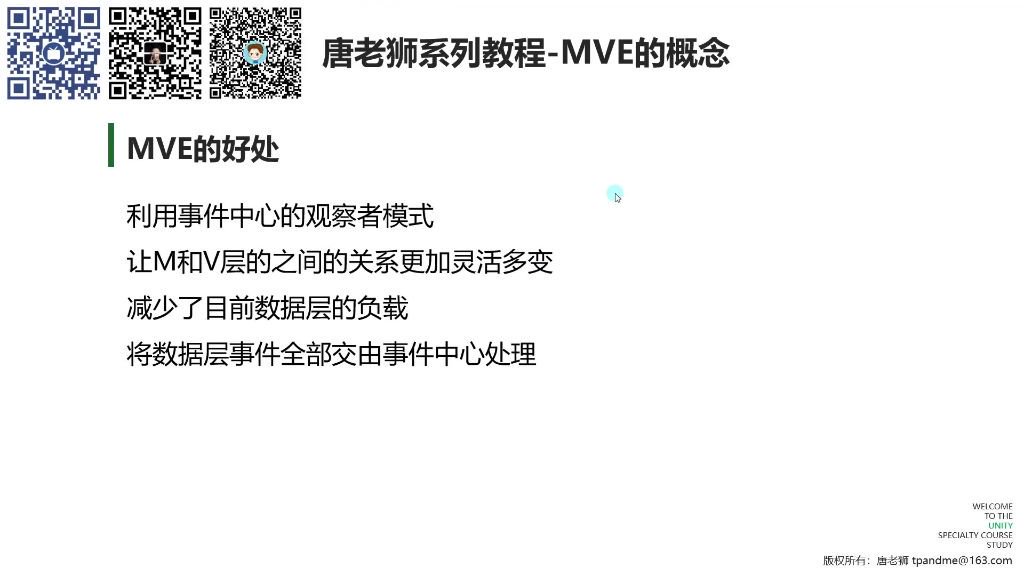 唐老狮系列教程-MVE的概念
MVE的好处
利用事件中心的观察者模式
让M和V层的之间的关系更加灵活多变
减少了目前数据层的负载
将数据层事件全部交由事件中心处理
WELCOME
TO THE
UNITY
SPECIALTY COURSE
STUDY
版权所有：唐老狮 tpandme@163.com